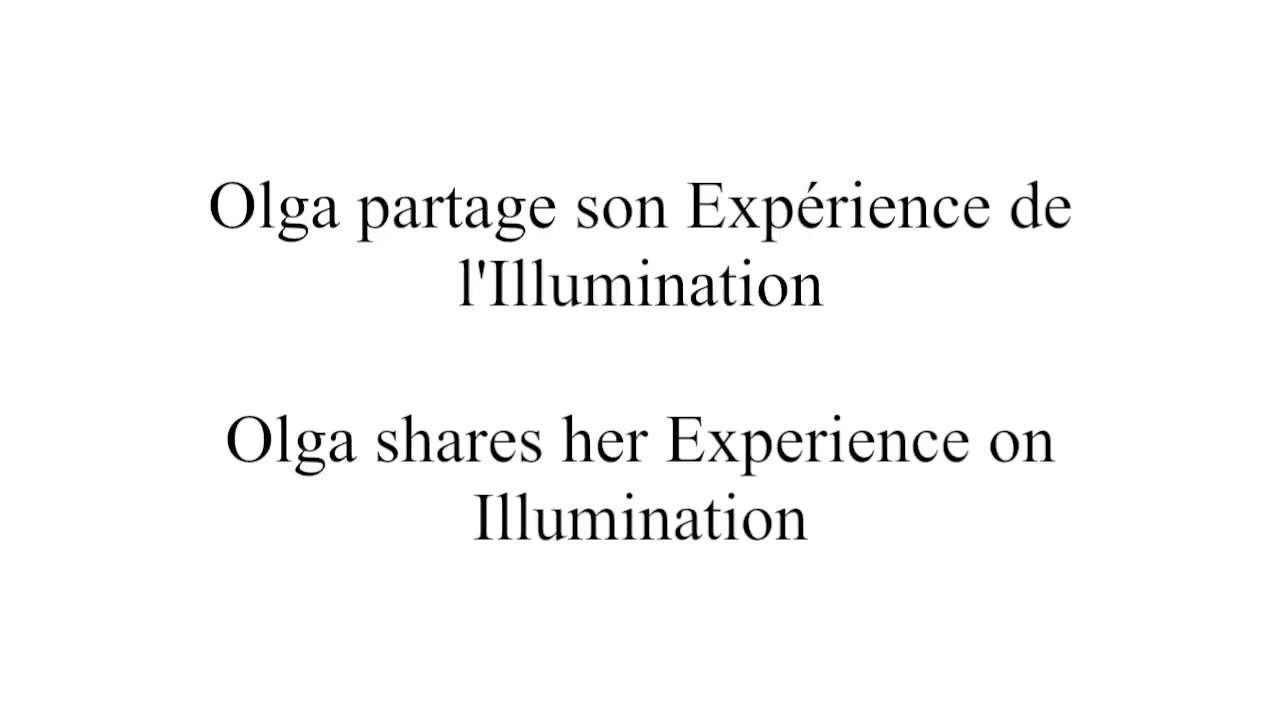 Olga partage son Expérience de
l'Illumination
Olga shares her Experience on
Illumination